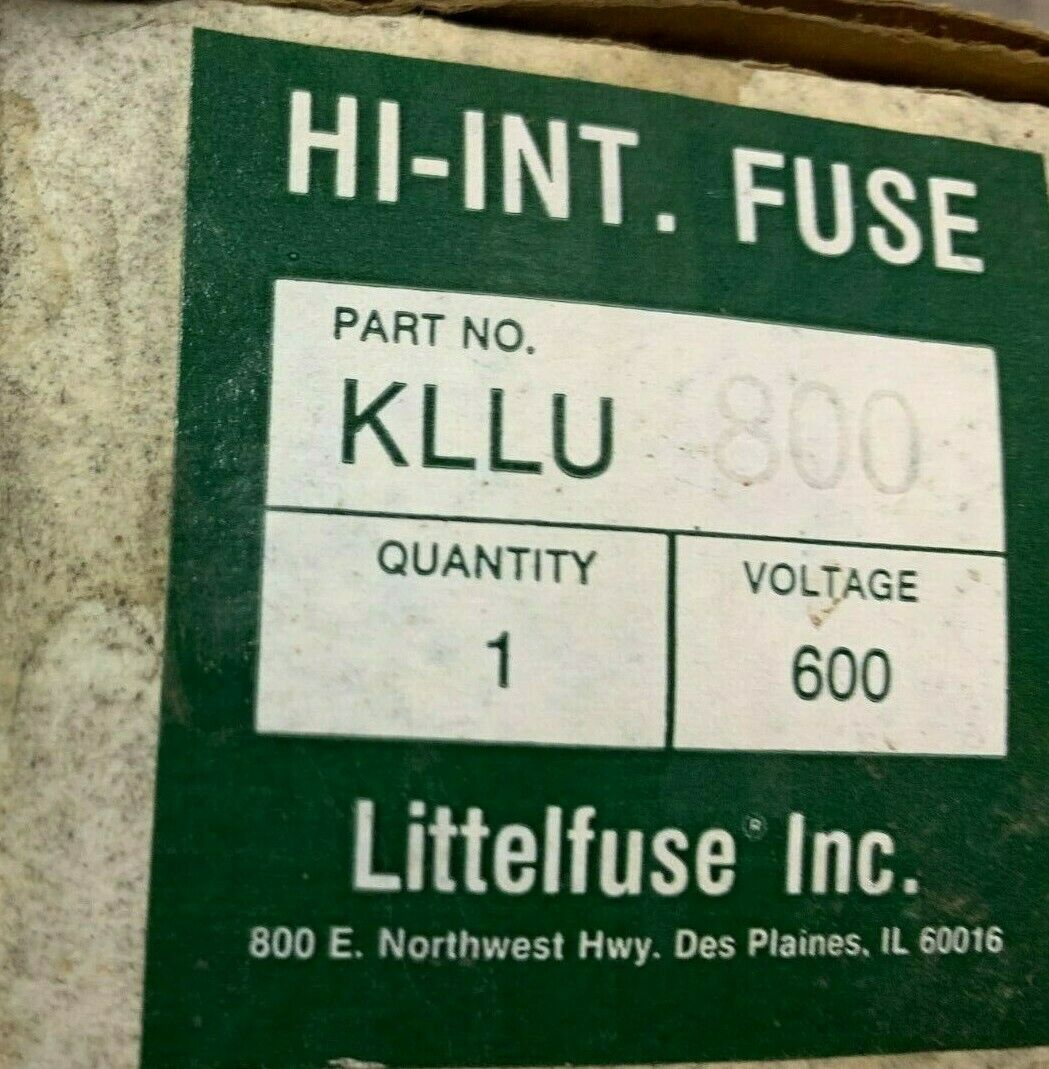 HI-INT. FUSE
PART NO.
KLLU 800
QUANTITY
1
VOLTAGE
600
Littelfuse® Inc.
800 E. Northwest Hwy. Des Plaines, IL 60016